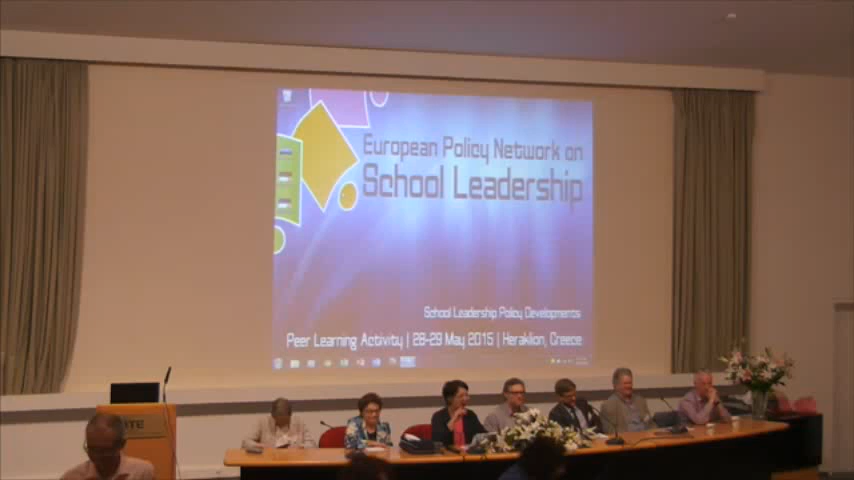 European Policy Network on
School Leadership
School Leadership Policy Developments
Peer Learning Activity | 28-29 May 2015 | Heraklion, Greece